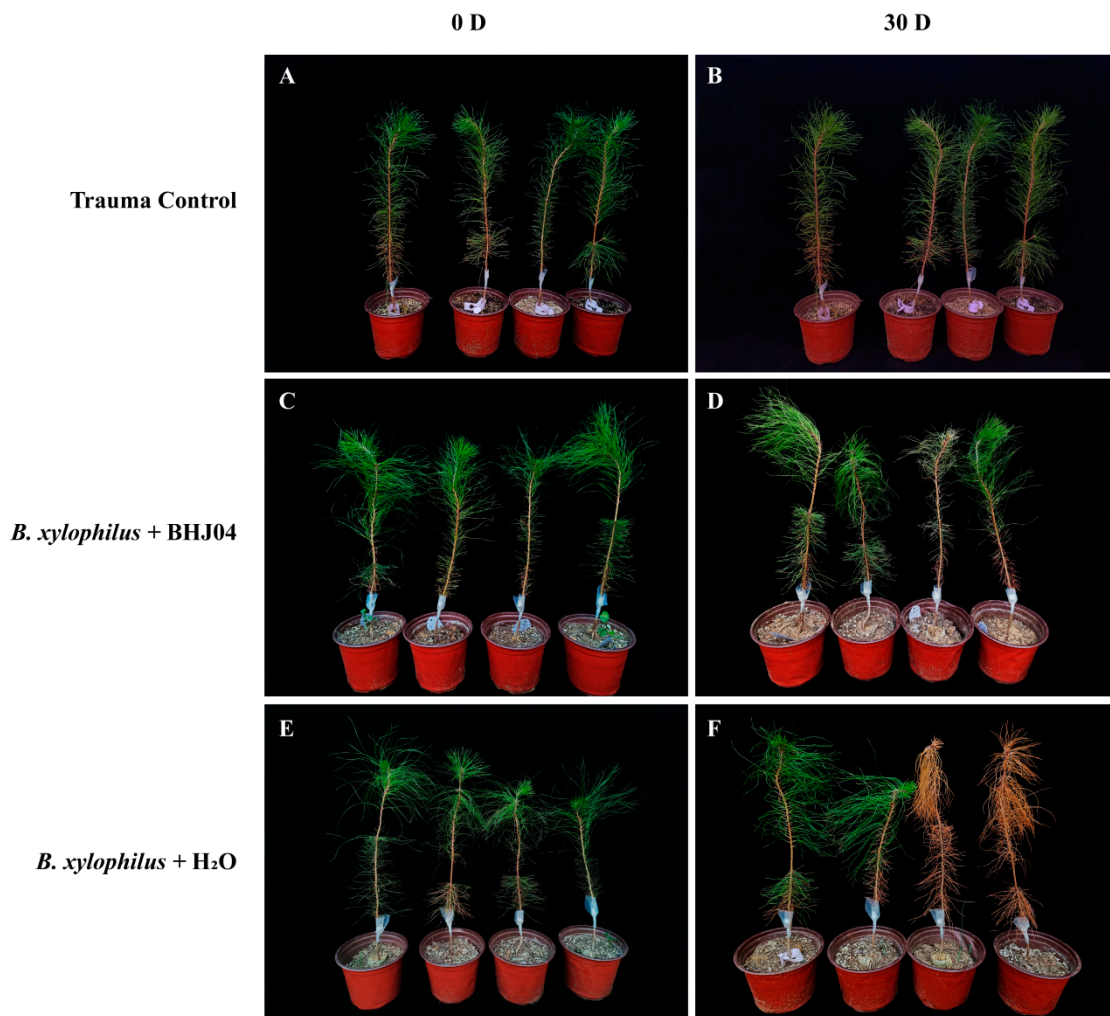 0 D
30 D
A
B
Trauma Control
C
D
B. xylophilus + BHJ04
E
F
B. xylophilus + H₂O